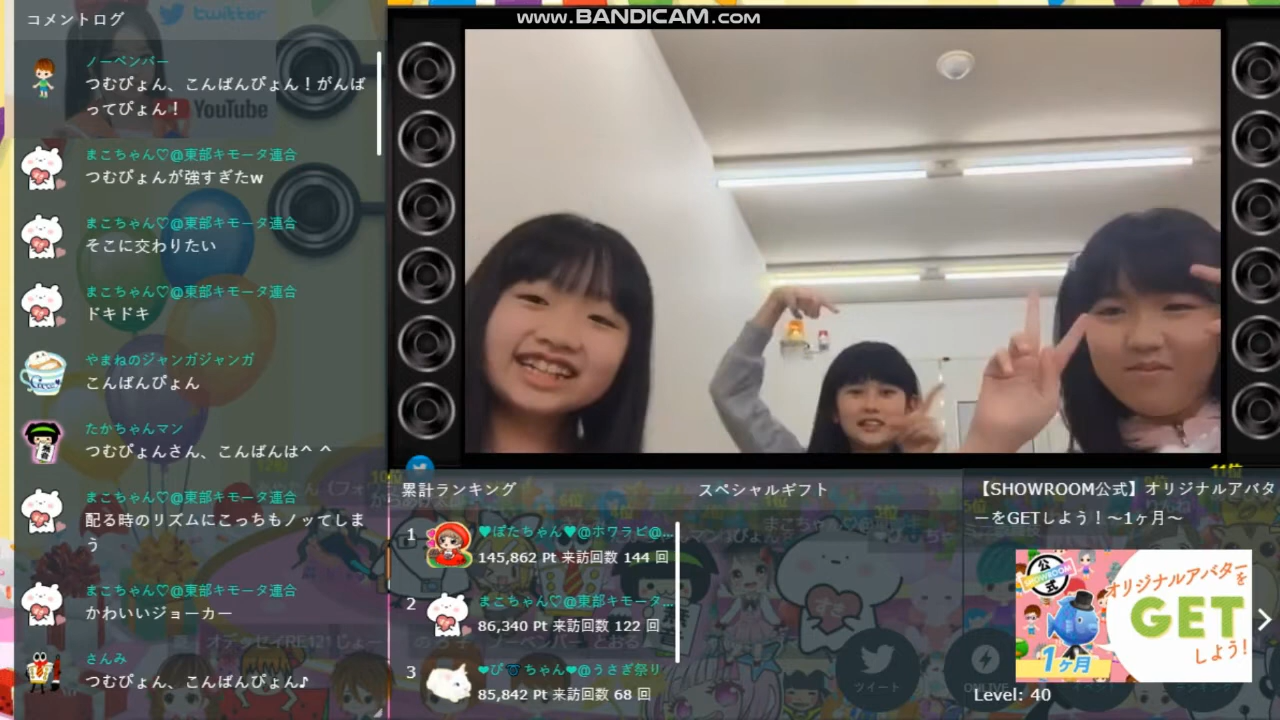 www.BANDICAM.com
コメントログ
twitter
YouTube
ノーベンバー
つむぴょん、こんばんぴょん！がんば
ってぴょん！
まこちゃん♡@東部キモータ連合
つむぴょんが強すぎたw
まこちゃん♡@東部キモータ連合
そこに交わりたい
まこちゃん♡@東部キモータ連合
ドキドキ
やまねのジャンガジャンガ
こんばんぴょん
たかちゃんマン
つむぴょんさん、こんばんは^ ^
まこちゃん♡@東部キモータ連合
配る時のリズムにこっちもノッてしま
う
まこちゃん♡@東部キモータ連合
かわいいジョーカー
さんみ
つむぴょん、こんばんぴょん♪
累計ランキング
1
♥ぽたちゃん♥@ホワラビ@...
145,862 Pt 来訪回数 144 回
2
まこちゃん♡@東部キモータ...
86,340 Pt 来訪回数 122 回
3
85,842 Pt 来訪回数 68 回
スペシャルギフト
すき
ツイート
11位
【SHOWROOM公式】オリジナルアバタ
ーをGETしよう！～1ヶ月～
公式
SHOWROOM
オリジナルアバターを
GET
しよう!
1ヶ月
Level: 40